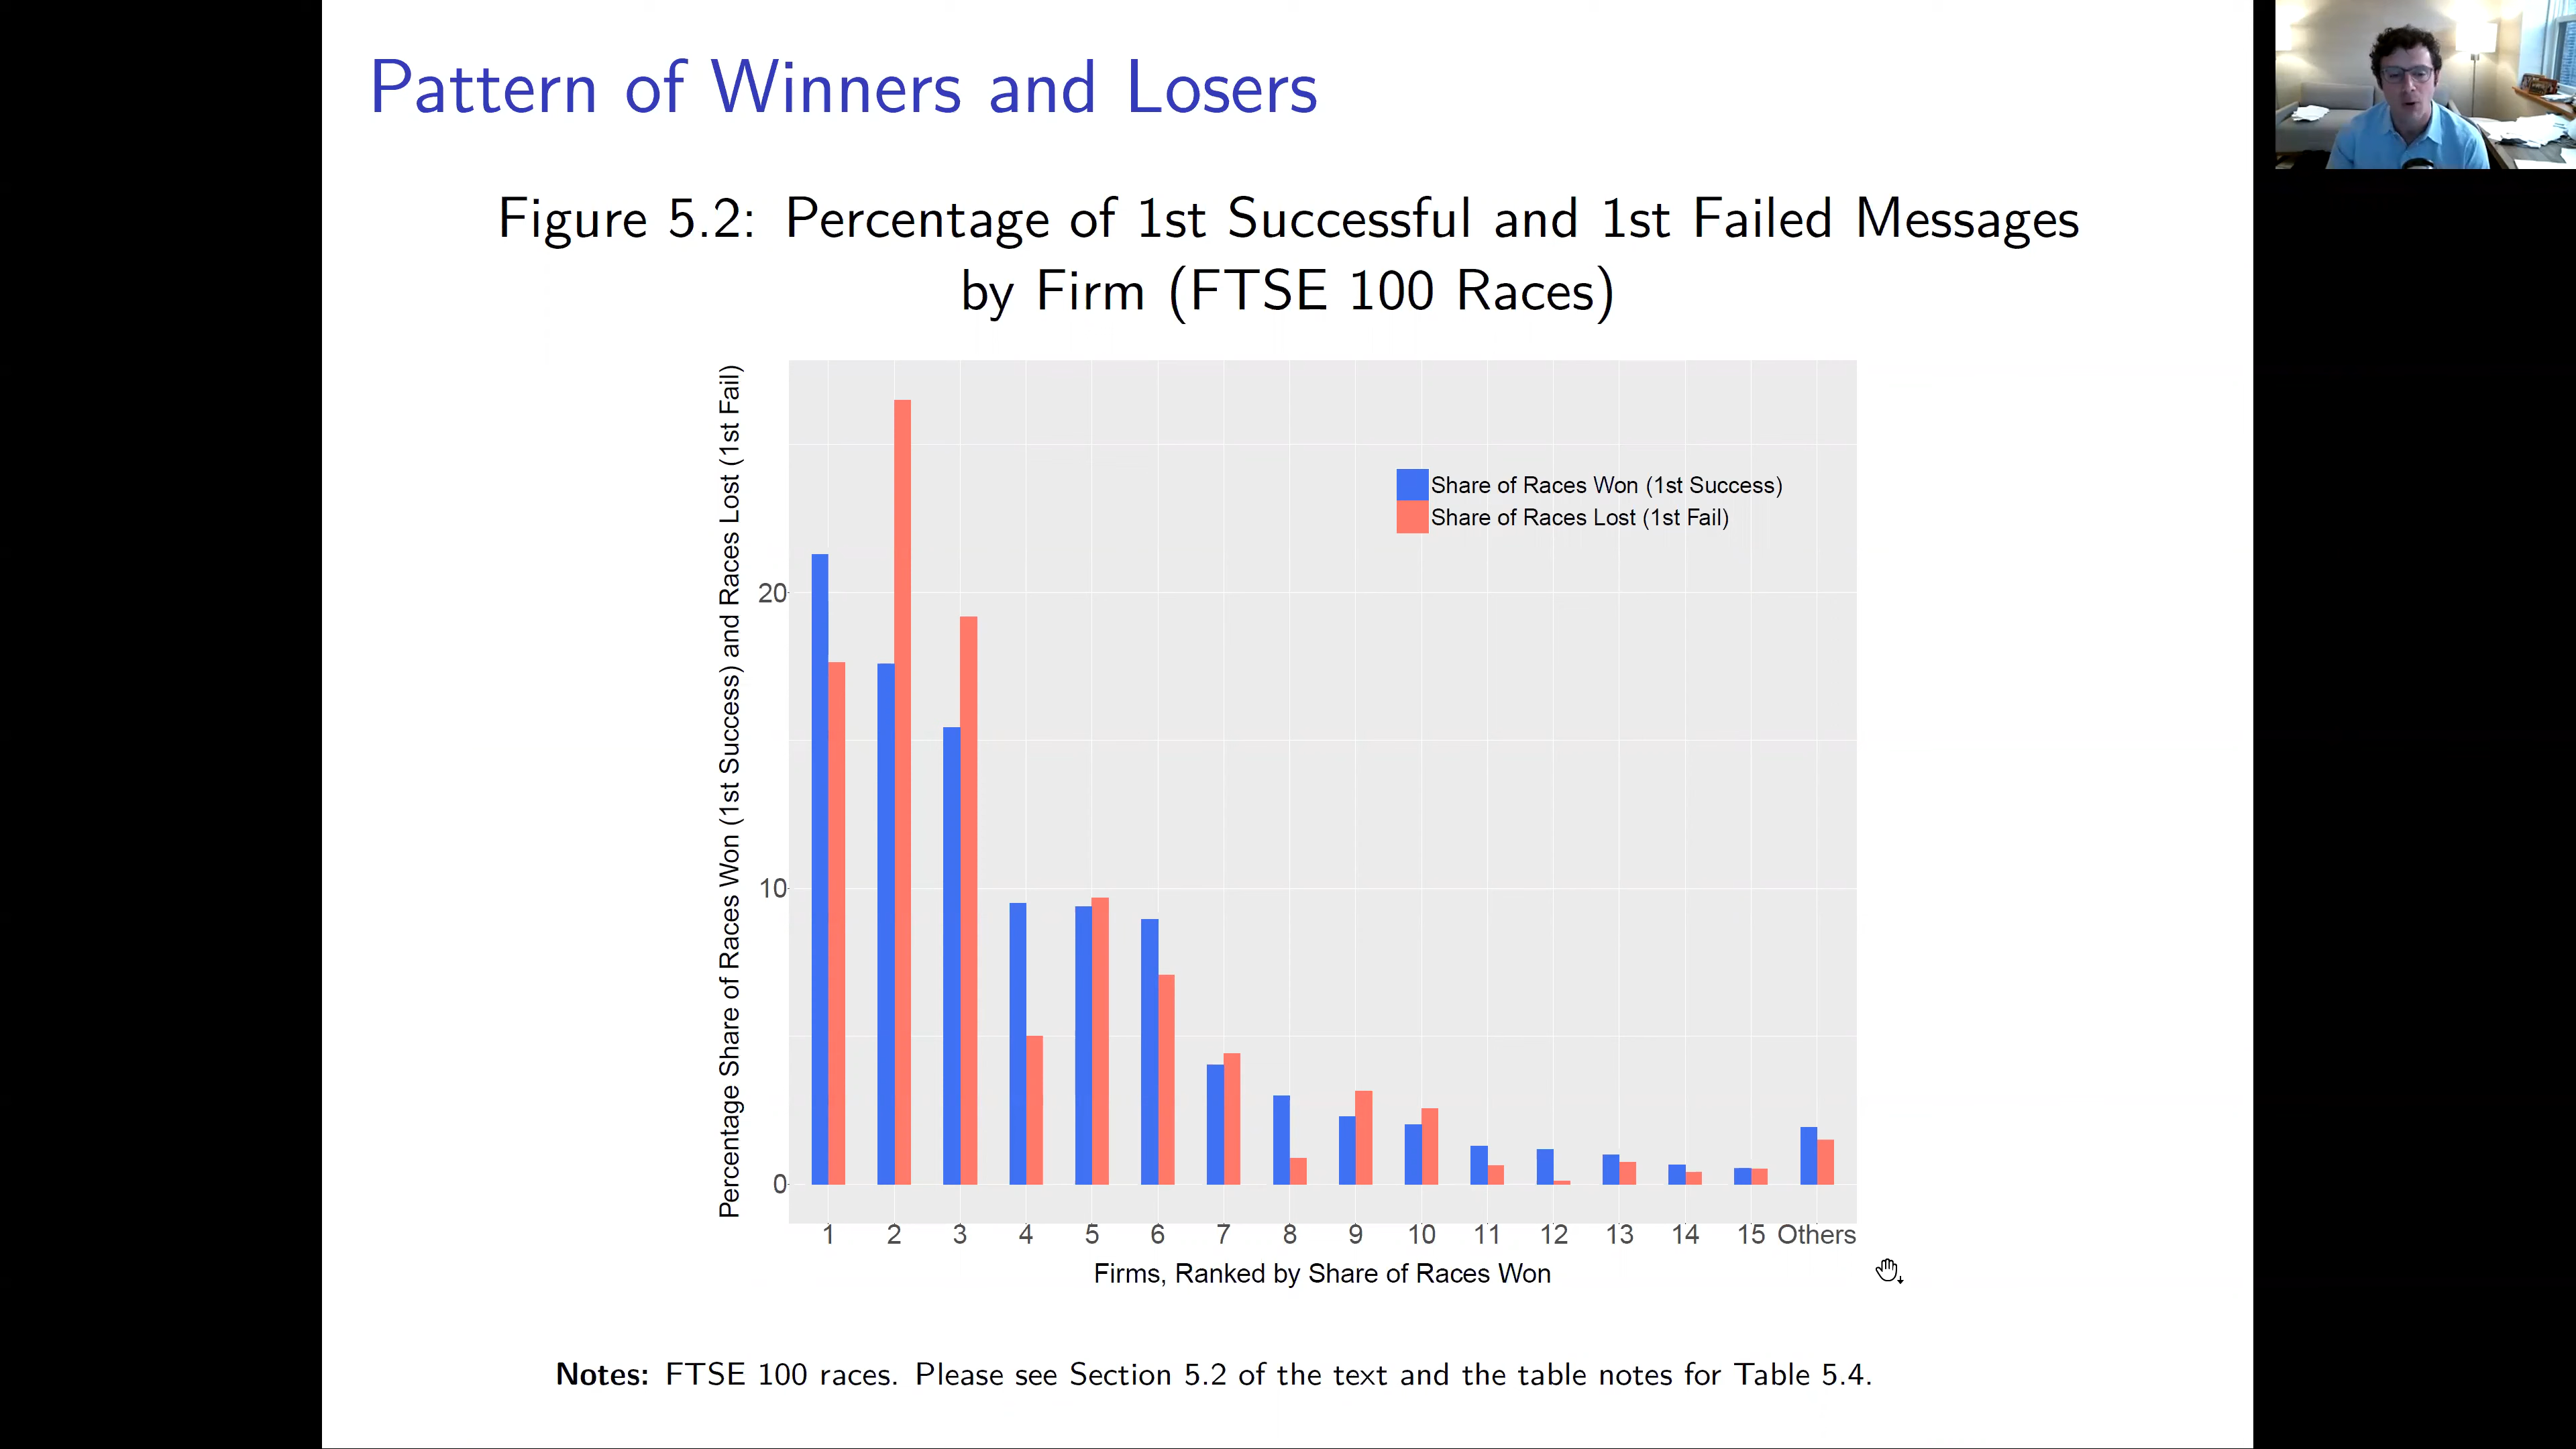 Pattern of Winners and Losers
Figure 5.2: Percentage of 1st Successful and 1st Failed Messages
by Firm (FTSE 100 Races)
Percentage Share of Races Won (1st Success) and Races Lost (1st Fail)
Share of Races Won (1st Success)
Share of Races Lost (1st Fail)
20
10
0
1 2 3 4 5 6 7 8 9 10 11 12 13 14 15 Others
Firms, Ranked by Share of Races Won
Notes: FTSE 100 races. Please see Section 5.2 of the text and the table notes for Table 5.4.